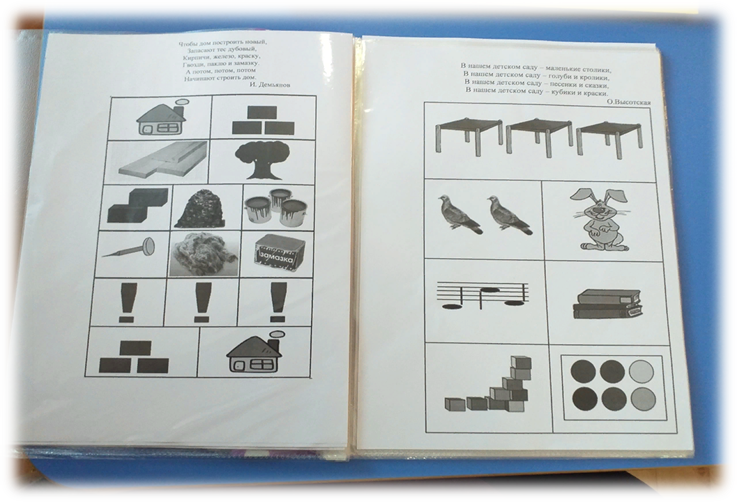 Чтобы дом построить новый,
Запасают тес дубовый,
Кирпичи, железо, краску,
Гвозди, паклю и замазку.
А потом, потом, потом
Начинают строить дом.
И. Демьянов
замазка
В нашем детском саду – маленькие столики,
В нашем детском саду – голуби и кролики,
В нашем детском саду – песенки и сказки,
В нашем детском саду – кубики и краски.
О.Высотская